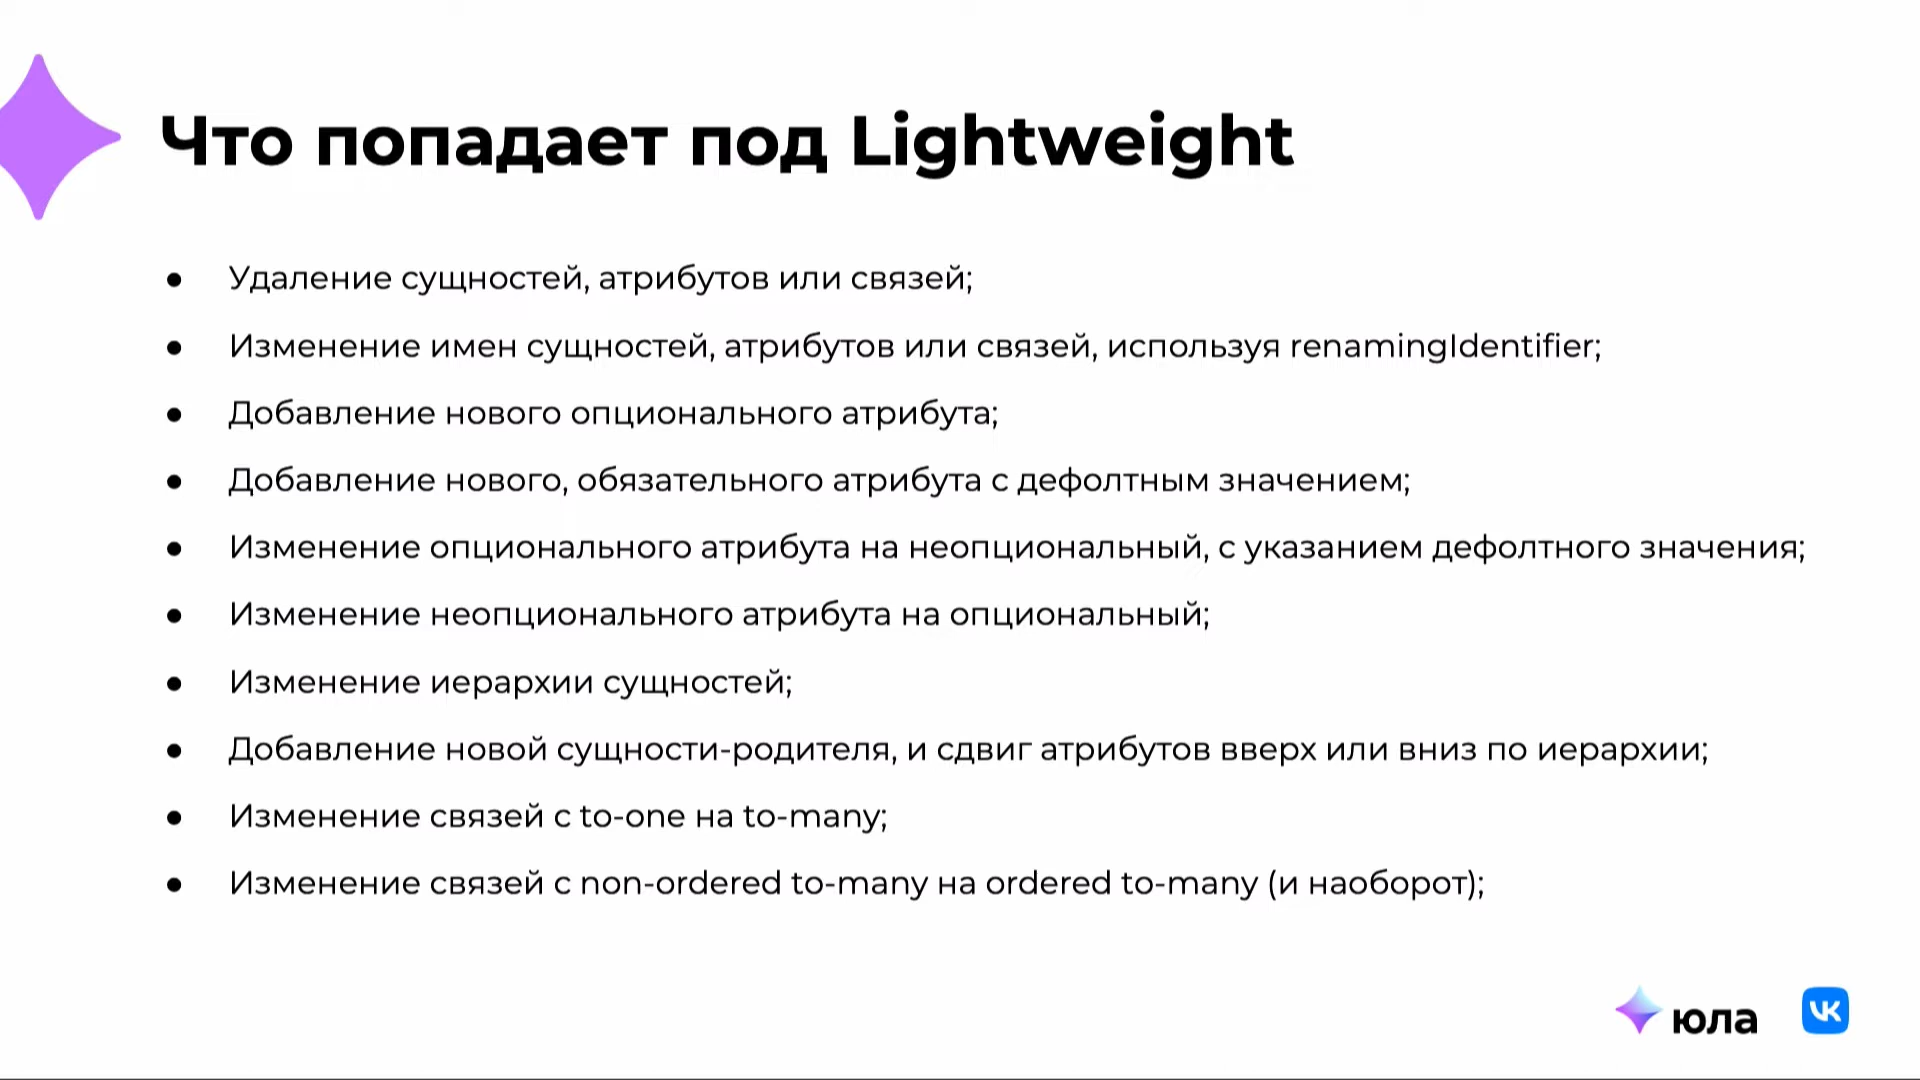 Что попадает под Lightweight
● Удаление сущностей, атрибутов или связей;
● Изменение имен сущностей, атрибутов или связей, используя renamingIdentifier;
● Добавление нового опционального атрибута;
● Добавление нового, обязательного атрибута с дефолтным значением;
● Изменение опционального атрибута на неопциональный, с указанием дефолтного значения;
● Изменение неопционального атрибута на опциональный;
● Изменение иерархии сущностей;
● Добавление новой сущности-родителя, и сдвиг атрибутов вверх или вниз по иерархии;
● Изменение связей с to-one на to-many;
● Изменение связей с non-ordered to-many на ordered to-many (и наоборот);
юла
VK